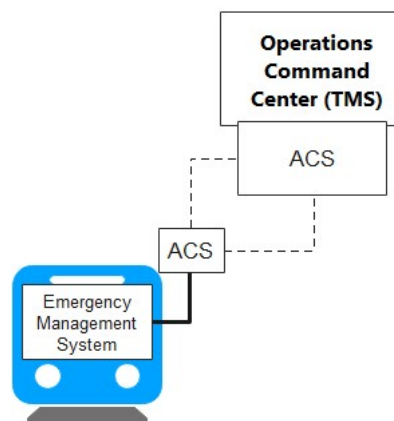 Operations
Command
Center (TMS)
ACS
ACS
Emergency
Management
System